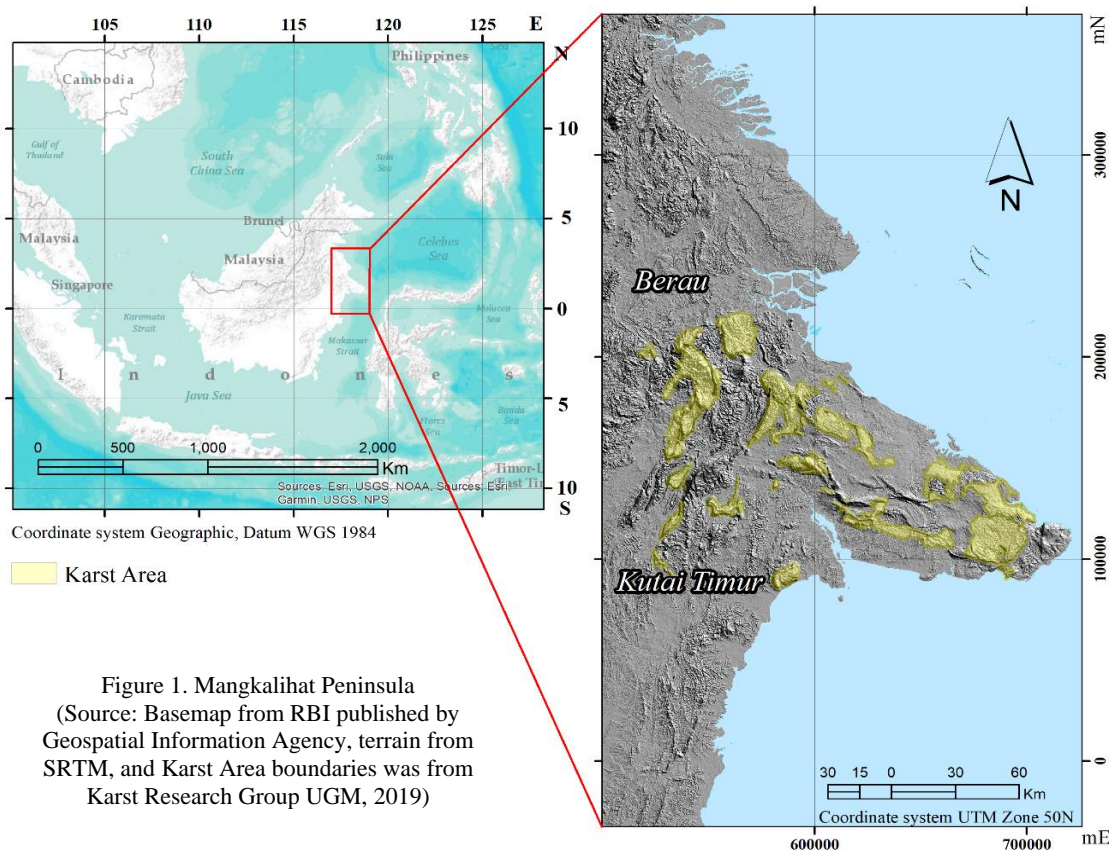 105 110 115 120 125 E
N
Philippines
Cambodia
Gulf of
Thailand
South
China Sea
Sulu
Sea
10
5
Brunei
Malaysia
Malaysia
Celebes
Sea
Singapore
0
Karemata
Strait
Molucca
Sea
Makassar
Strait
I n d o n e s
Java Sea
5
Flores
Sea
Banda
Sea
0 500 1,000 2,000
Km
Timor-L
(East Tim
Sources: Esri, USGS, NOAA, Sources: Esri,
Garmin, USGS, NPS
10
S
Coordinate system Geographic, Datum WGS 1984
Karst Area
Figure 1. Mangkalihat Peninsula
(Source: Basemap from RBI published by
Geospatial Information Agency, terrain from
SRTM, and Karst Area boundaries was from
Karst Research Group UGM, 2019)
mN
300000
N
Berau
200000
100000
Kutai Timur
0
30 15 0 30 60
Km
Coordinate system UTM Zone 50N
600000 700000 mE